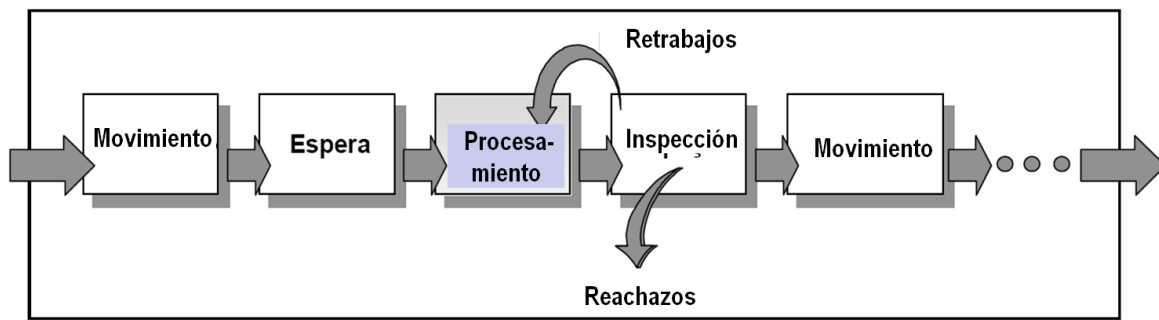 Retrabajos
Movimiento
Espera
Procesa-
miento
Inspección
Movimiento
Reachazos